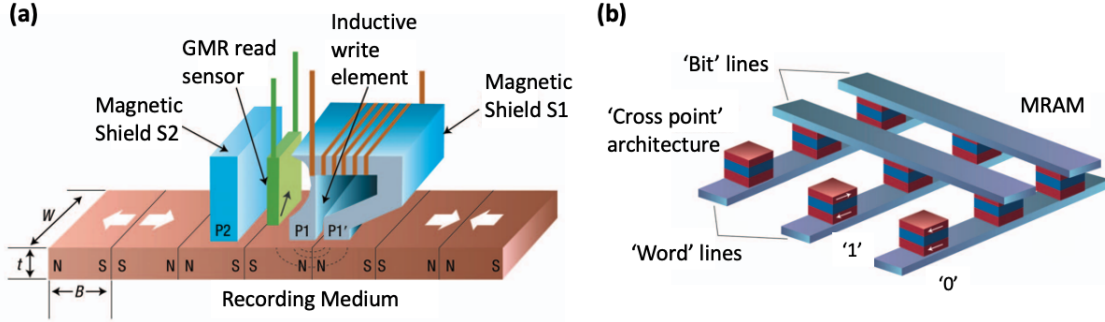 (a)
GMR read
sensor
Inductive
write
element
Magnetic
Shield S1
Magnetic
Shield S2
W
t
B
P2
P1
P1'
N S S N N S S N N S N N S
Recording Medium
(b)
'Bit' lines
MRAM
'Cross point'
architecture
'Word' lines
'1'
'0'